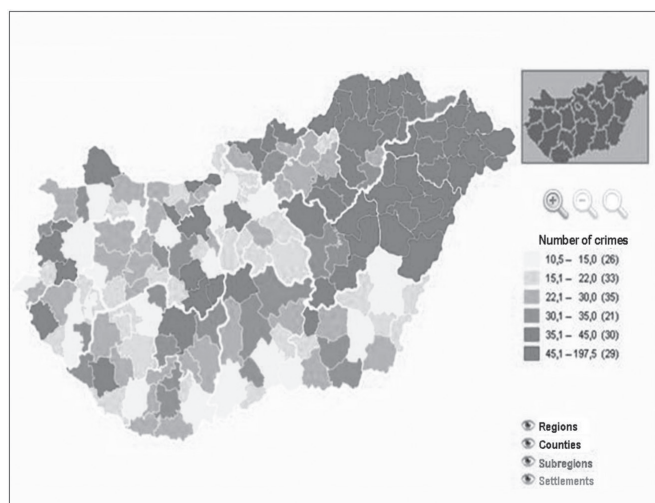 Number of crimes
10,5 – 15,0 (26)
15,1 – 22,0 (33)
22,1 – 30,0 (35)
30,1 – 35,0 (21)
35,1 – 45,0 (30)
45,1 – 197,5 (29)
Regions
Counties
Subregions
Settlements